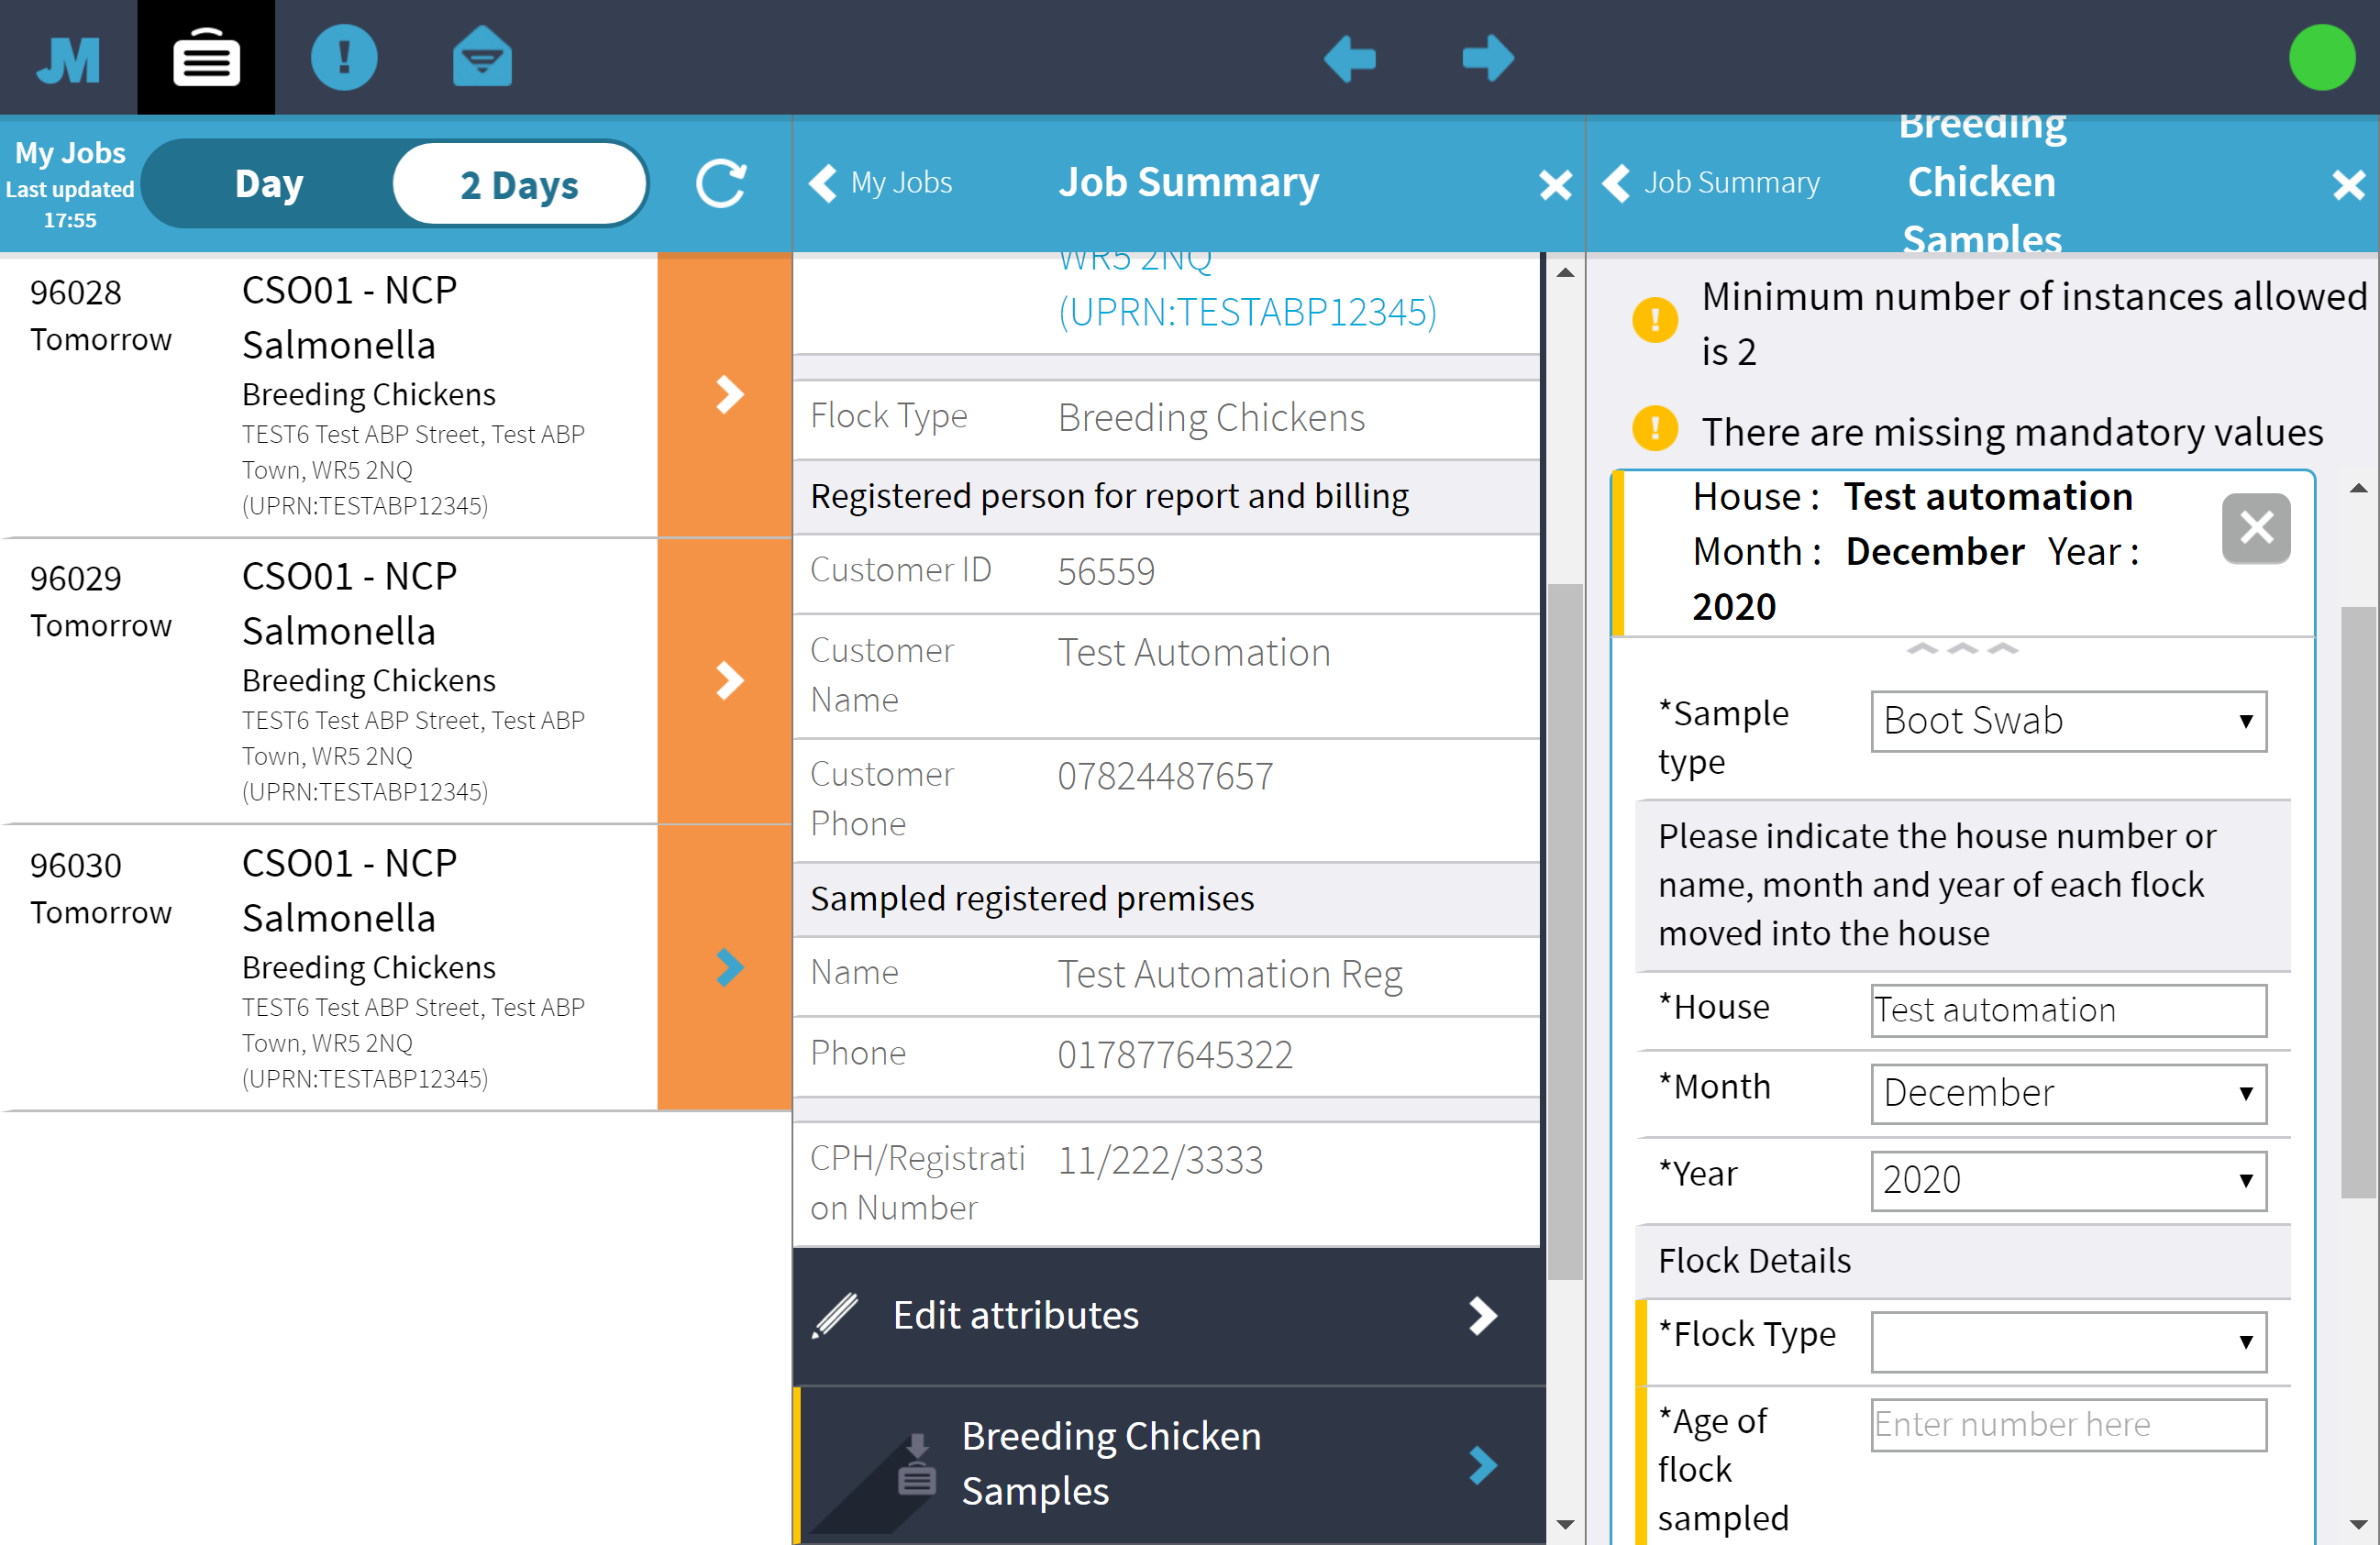 JM
My Jobs
Last updated
17:55
Day
2 Days
96028
Tomorrow
CSO01 - NCP
Salmonella
Breeding Chickens
TEST6 Test ABP Street, Test ABP
Town, WR5 2NQ
(UPRN:TESTABP12345)
96029
Tomorrow
CSO01 - NCP
Salmonella
Breeding Chickens
TEST6 Test ABP Street, Test ABP
Town, WR5 2NQ
(UPRN:TESTABP12345)
96030
Tomorrow
CSO01 - NCP
Salmonella
Breeding Chickens
TEST6 Test ABP Street, Test ABP
Town, WR5 2NQ
(UPRN:TESTABP12345)
My Jobs
Job Summary
WR5 2NQ
(UPRN:TESTABP12345)
Flock Type
Breeding Chickens
Registered person for report and billing
Customer ID
56559
Customer
Name
Test Automation
Customer
Phone
07824487657
Sampled registered premises
Name
Test Automation Reg
Phone
017877645322
CPH/Registrati
on Number
11/222/3333
Edit attributes
Breeding Chicken
Samples
Job Summary
Breeding
Chicken
Samples
Minimum number of instances allowed
is 2
There are missing mandatory values
House : Test automation
Month : December Year :
2020
*Sample
type
Boot Swab
Please indicate the house number or
name, month and year of each flock
moved into the house
*House
Test automation
*Month
December
*Year
2020
Flock Details
*Flock Type
*Age of
flock
sampled
Enter number here